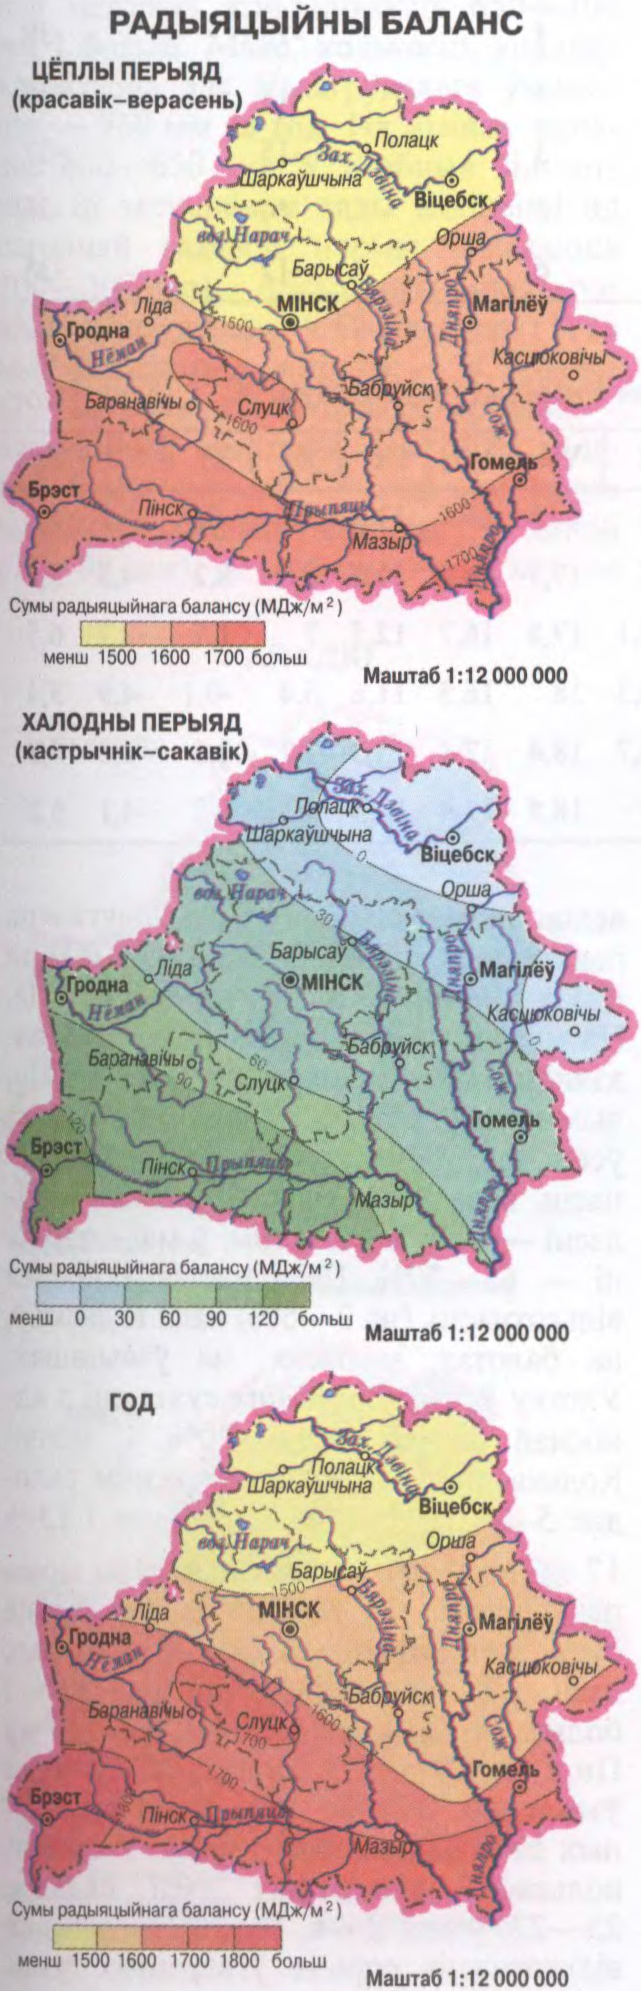 РАДЫЯЦЫЙНЫ БАЛАНС
ЦЁПЛЫ ПЕРЫЯД
(красавік–верасень)
Полацк
Зах. Дзвіна
Шаркаўшчына
Віцебск
Орша
вдз. Нарач
Барысаў
Бярэзіна
Дняпро
Ліда
МІНСК
Магілёў
1500
Гродна
Нёман
Касцюковічы
Баранавічы
Слуцк
Бабруйск
1600
Сож
Гомель
Брэст
Пінск
Прыпяць
1600
Мазыр
1700
Дняпро
Сумы радыяцыйнага балансу (МДж/м²)
менш 1500 1600 1700 больш
Маштаб 1:12 000 000
ХАЛОДНЫ ПЕРЫЯД
(кастрычнік–сакавік)
Зах. Дзвіна
Полацк
Шаркаўшчына
Віцебск
0
Орша
вдз. Нарач
30
Барысаў
Бярэзіна
Дняпро
Ліда
МІНСК
Магілёў
Гродна
Нёман
Касцюковічы
0
Баранавічы
60
Бабруйск
90
Слуцк
Сож
120
Гомель
Брэст
Пінск
Прыпяць
Мазыр
Дняпро
Сумы радыяцыйнага балансу (МДж/м²)
менш 0 30 60 90 120 больш
Маштаб 1:12 000 000
ГОД
Зах. Дзвіна
Полацк
Шаркаўшчына
Віцебск
вдз. Нарач
Орша
Барысаў
1500
Бярэзіна
Дняпро
Ліда
МІНСК
Магілёў
Гродна
Нёман
Касцюковічы
Баранавічы
Бабруйск
Слуцк
1600
1700
Сож
1700
Гомель
Брэст
1800
Пінск
Прыпяць
Мазыр
Дняпро
Сумы радыяцыйнага балансу (МДж/м²)
менш 1500 1600 1700 1800 больш
Маштаб 1:12 000 000